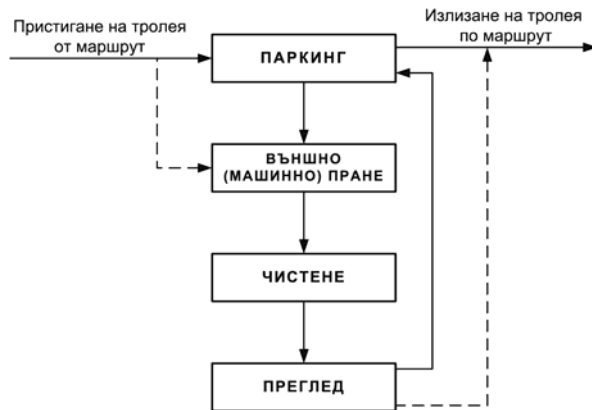 Пристигане на тролея
от маршрут
Излизане на тролея
по маршрут
ПАРКИНГ
ВЪНШНО
(МАШИННО) ПРАНЕ
ЧИСТЕНЕ
ПРЕГЛЕД